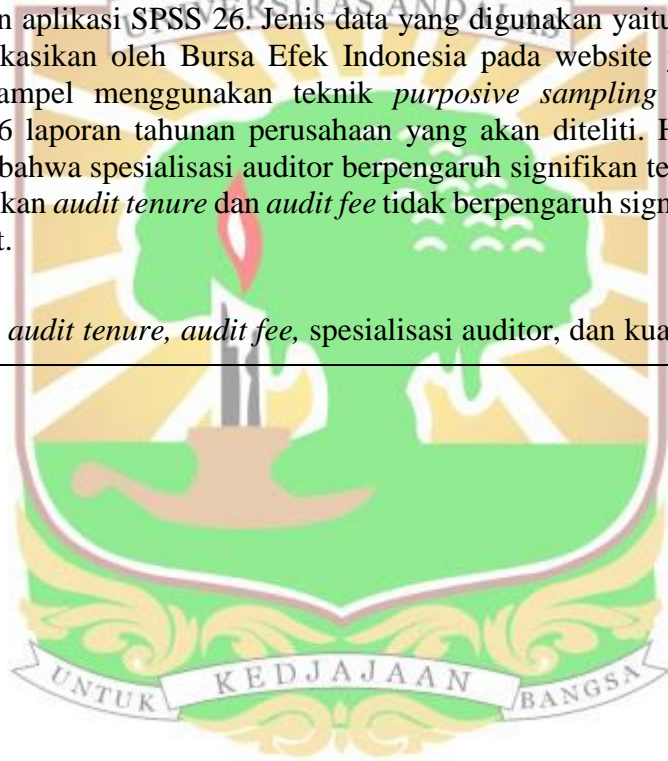 UNIVERSITAS ANDALAS
n aplikasi SPSS 26. Jenis data yang digunakan yaitu
kasikan oleh Bursa Efek Indonesia pada website
ampel menggunakan teknik purposive sampling
6 laporan tahunan perusahaan yang akan diteliti. H
bahwa spesialisasi auditor berpengaruh signifikan te
kan audit tenure dan audit fee tidak berpengaruh sign
t.
audit tenure, audit fee, spesialisasi auditor, dan kua
UNTUK KEDJAJAAN BANGSA